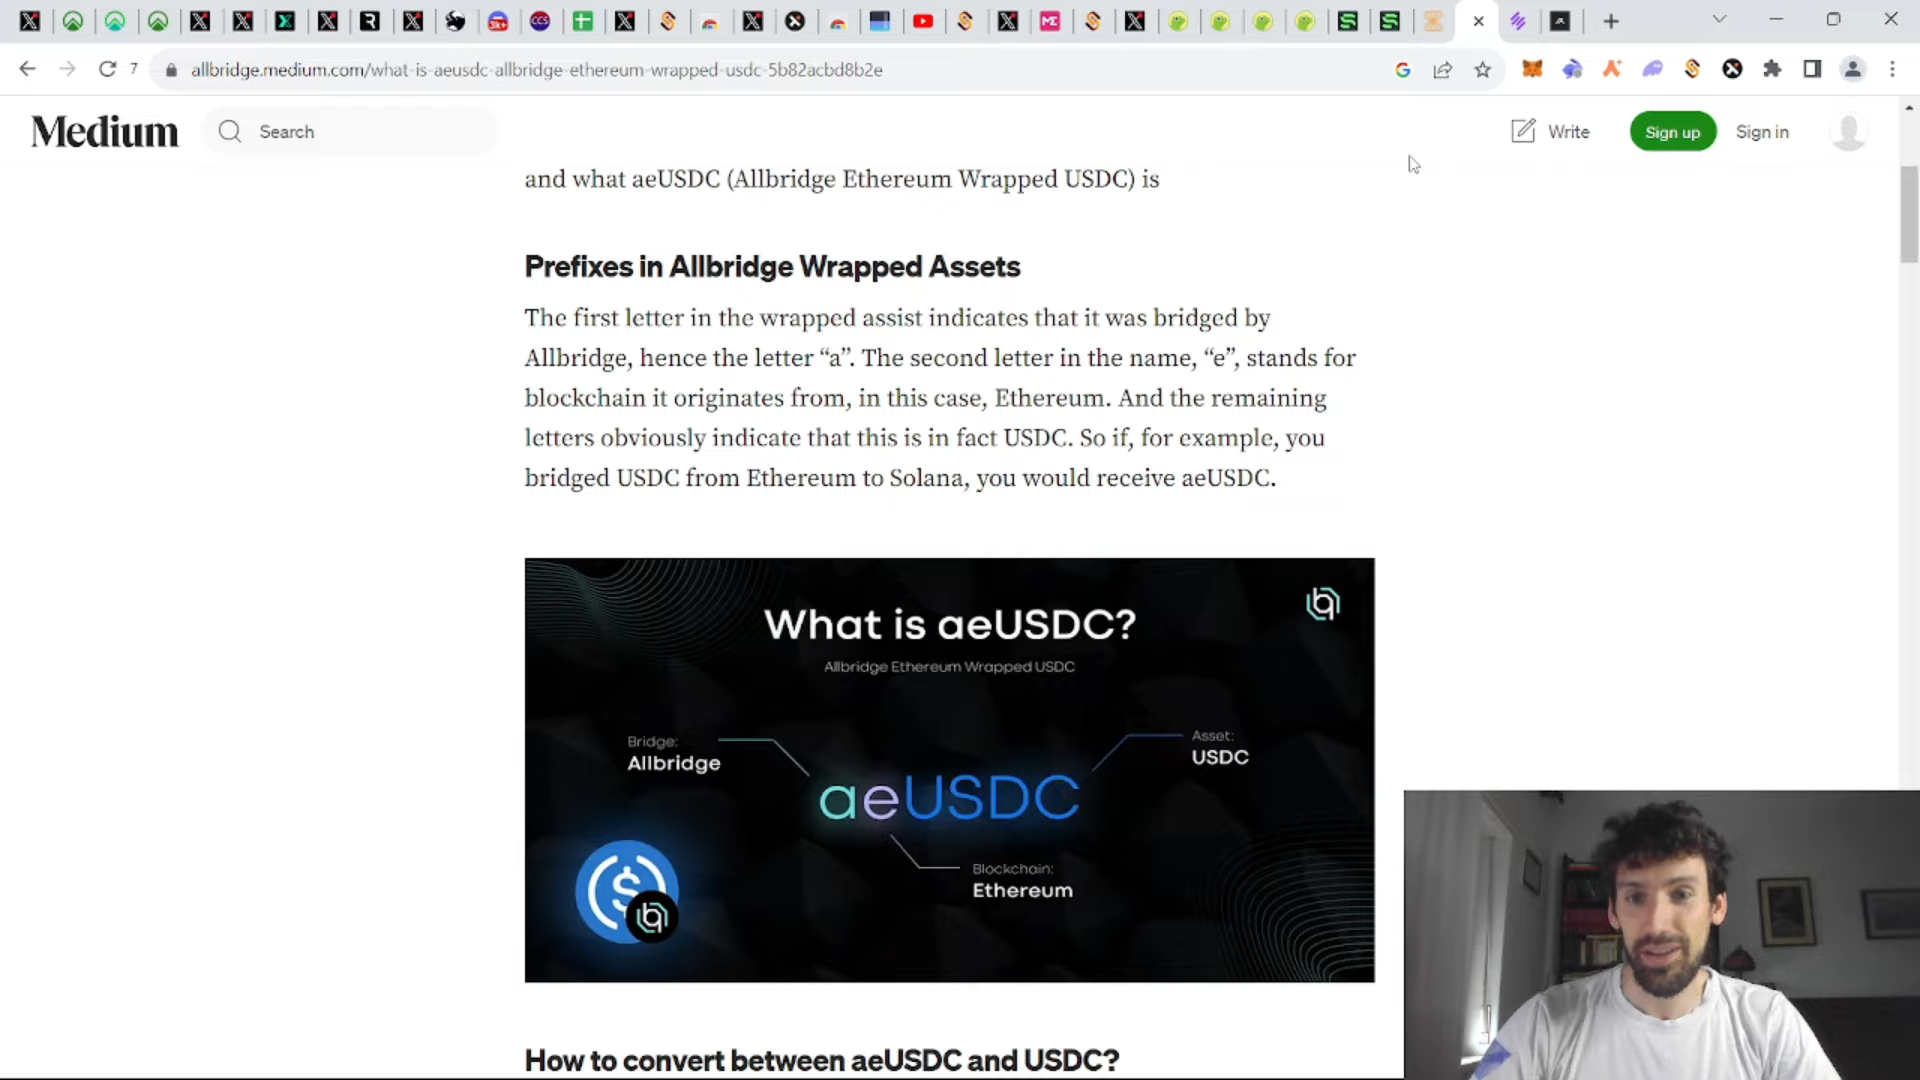 7
allbridge.medium.com/what-is-aeusdc-allbridge-ethereum-wrapped-usdc-5b82acbd8b2e
Medium
Search
Write
Sign up
Sign in
and what aeUSDC (Allbridge Ethereum Wrapped USDC) is
Prefixes in Allbridge Wrapped Assets
The first letter in the wrapped assist indicates that it was bridged by
Allbridge, hence the letter “a”. The second letter in the name, “e”, stands for
blockchain it originates from, in this case, Ethereum. And the remaining
letters obviously indicate that this is in fact USDC. So if, for example, you
bridged USDC from Ethereum to Solana, you would receive aeUSDC.
What is aeUSDC?
Allbridge Ethereum Wrapped USDC
Bridge:
Allbridge
Asset:
USDC
aeUSDC
Blockchain:
Ethereum
How to convert between aeUSDC and USDC?